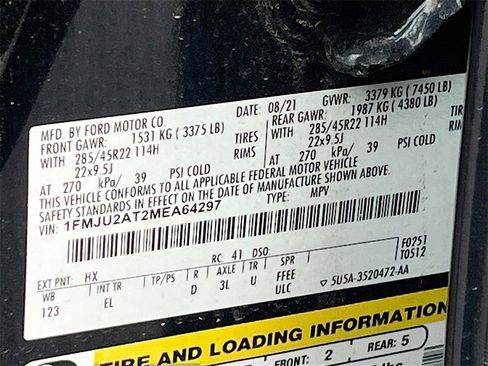 MFD. BY FORD MOTOR CO. DATE: 08/21 GVWR: 3379 KG ( 7450 LB)
FRONT GAWR: 1531 KG ( 3375 LB) REAR GAWR: 1987 KG ( 4380 LB)
WITH 285/45R22 114H TIRES WITH 285/45R22 114H
22x9.5J RIMS 22x9.5J
AT 270 kPa/ 39 PSI COLD AT 270 kPa/ 39 PSI COLD
THIS VEHICLE CONFORMS TO ALL APPLICABLE FEDERAL MOTOR VEHICLE
SAFETY STANDARDS IN EFFECT ON THE DATE OF MANUFACTURE SHOWN ABOVE.
VIN: 1FMJU2AT2MEA64297 TYPE: MPV
F0251
T0512
EXT PNT: HX RC: 41 DSO:
WB INT TR TP/PS R AXLE TR SPR
123 EL D 3L U FFEE
ULC ▽ 5U5A-3520472-AA
TIRE AND LOADING INFORMATION
FRONT: 2 REAR: 5
lbs